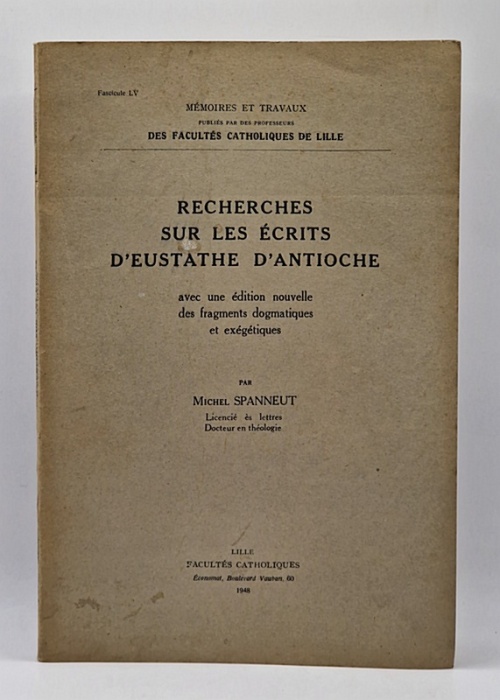 Fascicule LV
MÉMOIRES ET TRAVAUX
PUBLIÉS PAR DES PROFESSEURS
DES FACULTÉS CATHOLIQUES DE LILLE
RECHERCHES
SUR LES ÉCRITS
D'EUSTATHE D'ANTIOCHE
avec une édition nouvelle
des fragments dogmatiques
et exégétiques
PAR
MICHEL SPANNEUT
Licencié ès lettres
Docteur en théologie
LILLE
FACULTÉS CATHOLIQUES
Économat, Boulevard Vauban, 60
1948